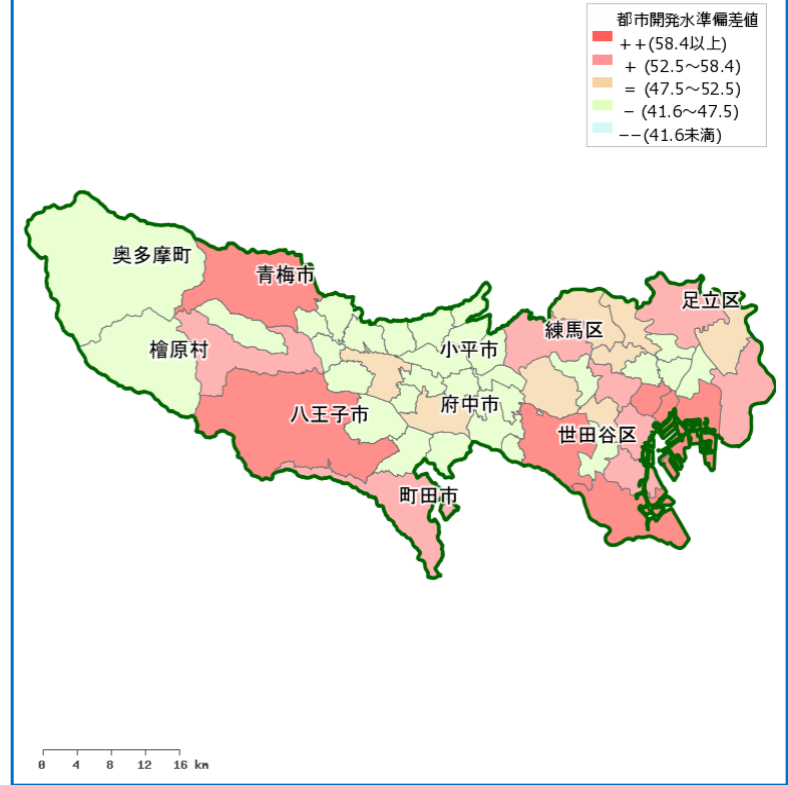 都市開発水準偏差値
++(58.4以上)
+ (52.5～58.4)
= (47.5～52.5)
− (41.6～47.5)
−−(41.6未満)
奥多摩町
青梅市
足立区
練馬区
檜原村
小平市
八王子市
府中市
世田谷区
町田市
0 4 8 12 16 km